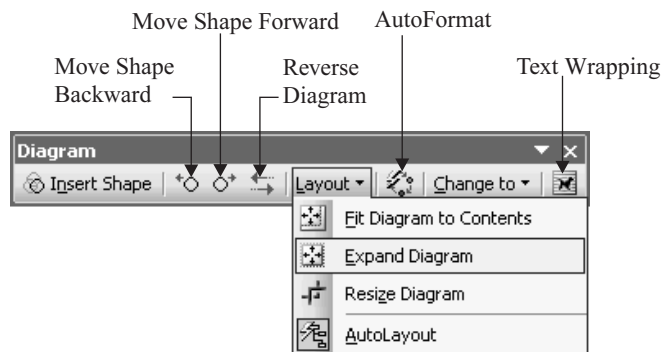 Move Shape Forward
AutoFormat
Move Shape
Backward
Reverse
Diagram
Text Wrapping
Diagram
Insert Shape
Layout
Change to
Fit Diagram to Contents
Expand Diagram
Resize Diagram
AutoLayout